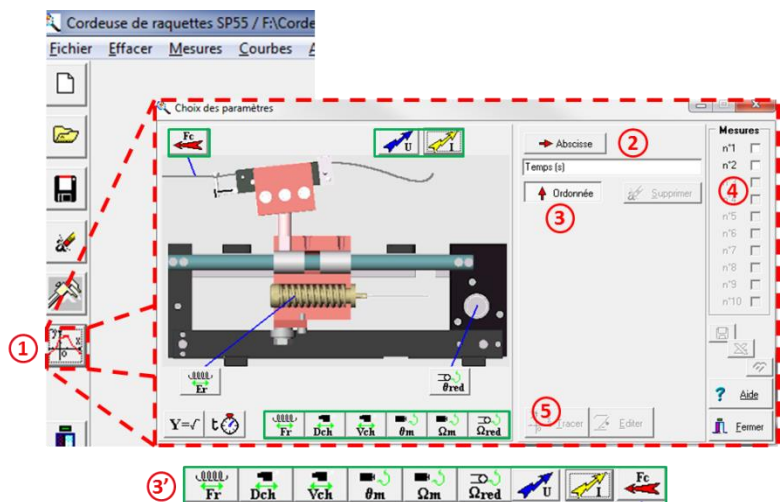 Cordeuse de raquettes SP55 / F:\Corde
Fichier Effacer Mesures Courbes
Choix des paramètres
Fc
U I
Abscisse
2
Temps (s)
Ordonnée
Supprimer
3
Mesures
n°1
n°2
4
n°5
n°6
n°7
n°8
n°9
n°10
1
y x 0
Er
θred
Y=√ t
Fr Dch Vch θm Ωm Ωred
5
Tracer Editer
? Aide
Fermer
3'
Fr Dch Vch θm Ωm Ωred U I Fc